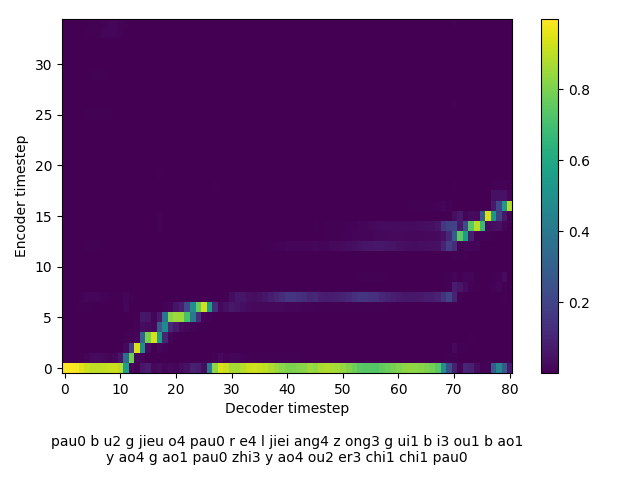 30
25
20
15
10
5
0
Encoder timestep
0 10 20 30 40 50 60 70 80
Decoder timestep
0.8
0.6
0.4
0.2
pau0 b u2 g jieu o4 pau0 r e4 l jiei ang4 z ong3 g ui1 b i3 ou1 b ao1
y ao4 g ao1 pau0 zhi3 y ao4 ou2 er3 chi1 chi1 pau0